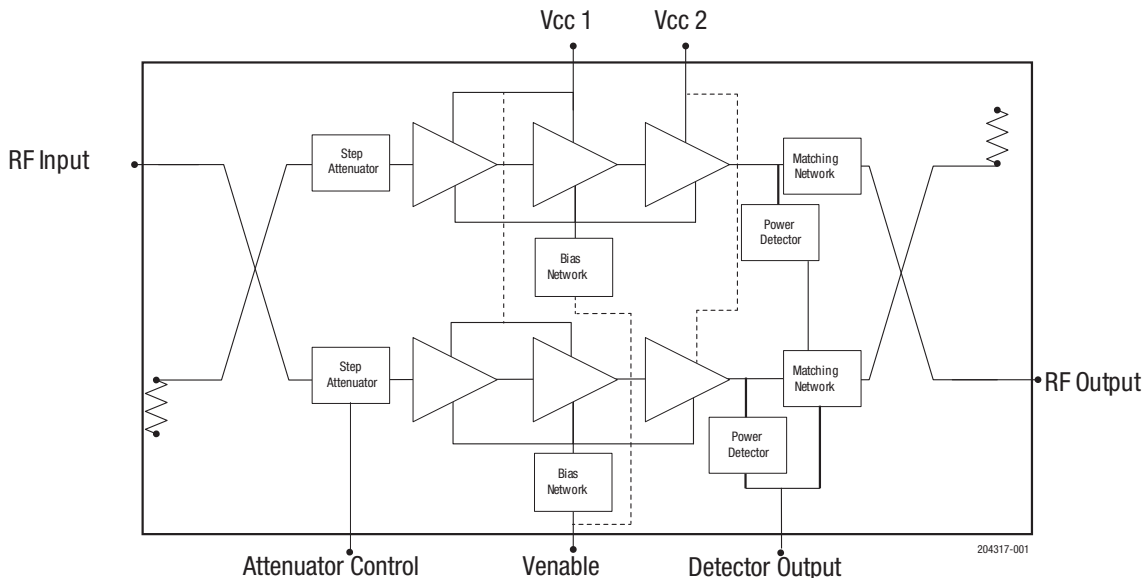 Vcc 1
Vcc 2
RF Input
Step
Attenuator
Matching
Network
Power
Detector
Bias
Network
Step
Attenuator
Matching
Network
RF Output
Power
Detector
Bias
Network
204317-001
Attenuator Control
Venable
Detector Output